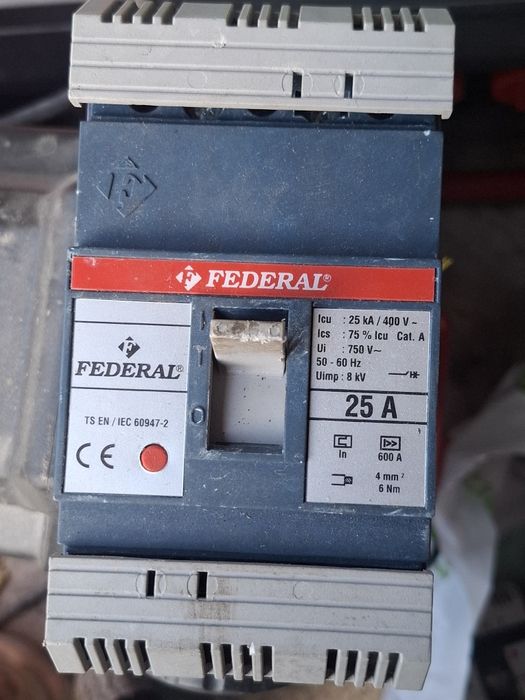 F
FEDERAL®
FEDERAL®
TS EN / IEC 60947-2
CE
I
T
O
Icu : 25 kA / 400 V ~
Ics : 75 % Icu Cat. A
Ui : 750 V~
50 - 60 Hz
Uimp : 8 kV
25 A
In
600 A
4 mm²
6 Nm